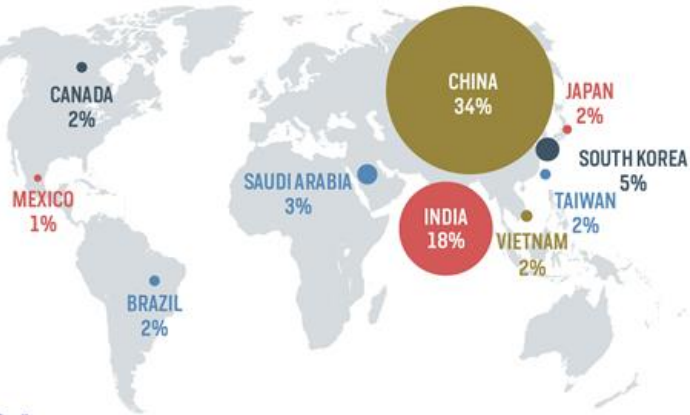 CANADA
2%
MEXICO
1%
BRAZIL
2%
SAUDI ARABIA
3%
CHINA
34%
INDIA
18%
JAPAN
2%
SOUTH KOREA
5%
TAIWAN
2%
VIETNAM
2%